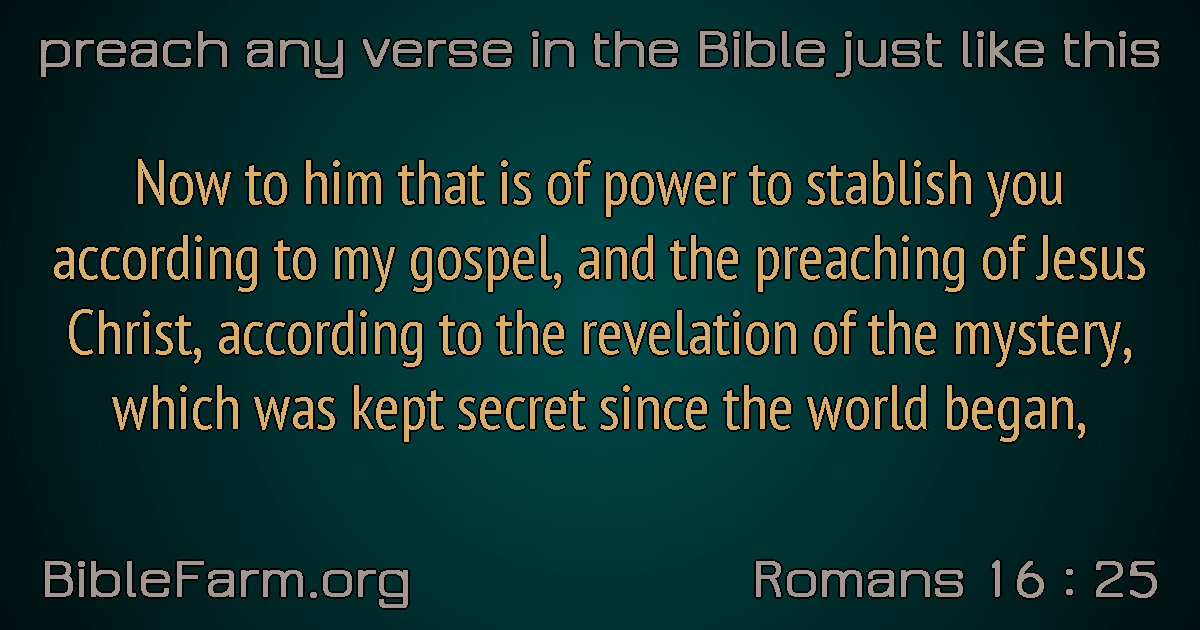 preach any verse in the Bible just like this
Now to him that is of power to stablish you
according to my gospel, and the preaching of Jesus
Christ, according to the revelation of the mystery,
which was kept secret since the world began,
BibleFarm.org
Romans 16 : 25